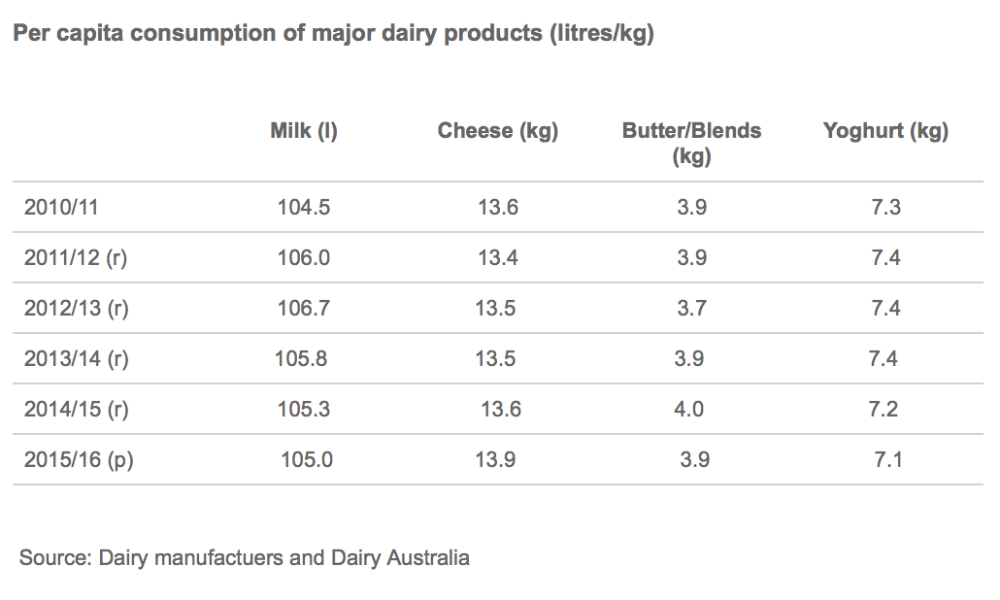 Per capita consumption of major dairy products (litres/kg)
Milk (l) Cheese (kg) Butter/Blends (kg) Yoghurt (kg)
2010/11 104.5 13.6 3.9 7.3
2011/12 (r) 106.0 13.4 3.9 7.4
2012/13 (r) 106.7 13.5 3.7 7.4
2013/14 (r) 105.8 13.5 3.9 7.4
2014/15 (r) 105.3 13.6 4.0 7.2
2015/16 (p) 105.0 13.9 3.9 7.1
Source: Dairy manufactuers and Dairy Australia